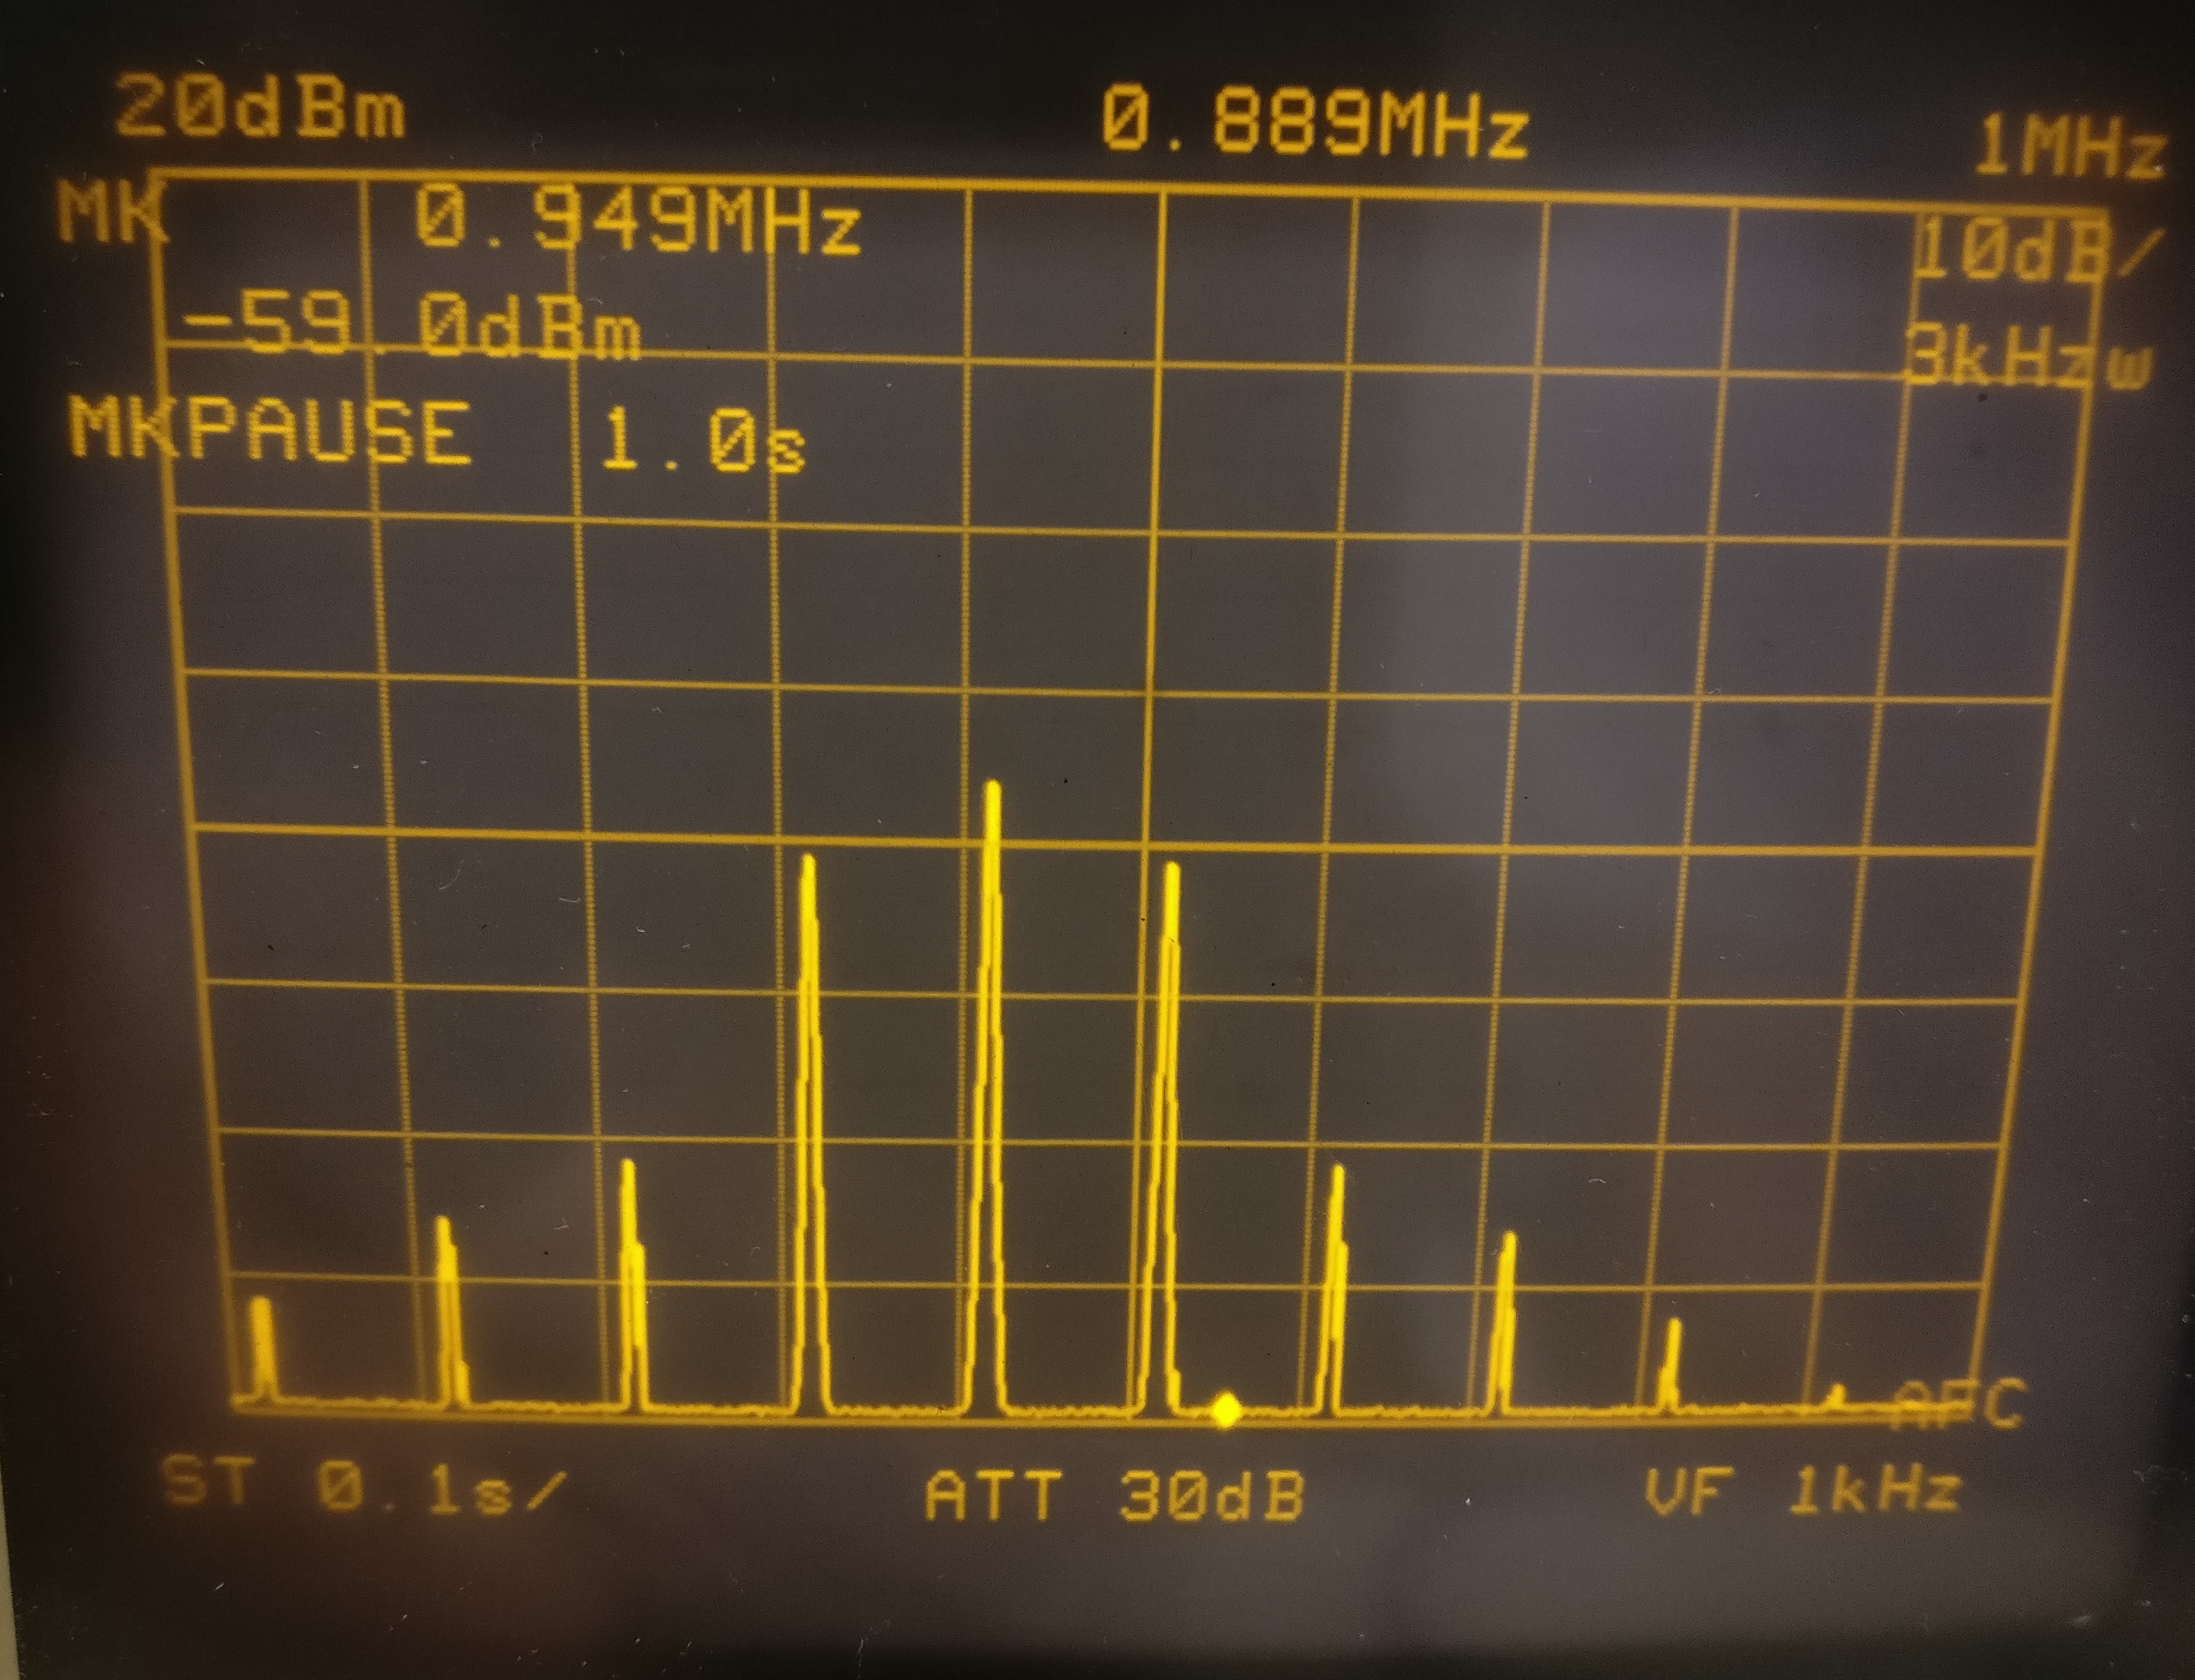 20dBm 0.889MHz 1MHz
MK 0.949MHz 10dB/
-59.0dBm 3kHzw
MKPAUSE 1.0s
AFC
ST 0.1s/ ATT 30dB VF 1kHz